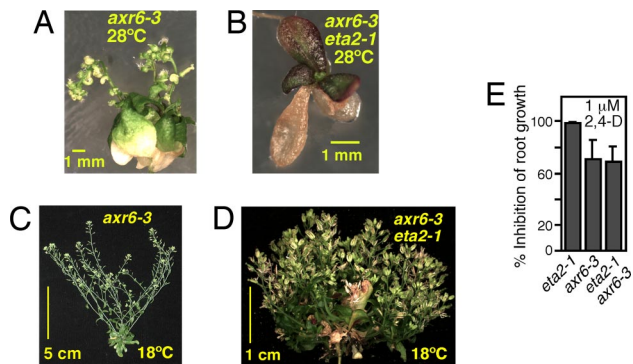 A
axr6-3
28ºC
1 mm
B
axr6-3
eta2-1
28ºC
1 mm
C
axr6-3
5 cm
18ºC
D
axr6-3
eta2-1
1 cm
18ºC
E
% Inhibition of root growth
1 µM
2,4-D
100
60
20
0
eta2-1
axr6-3
eta2-1
axr6-3